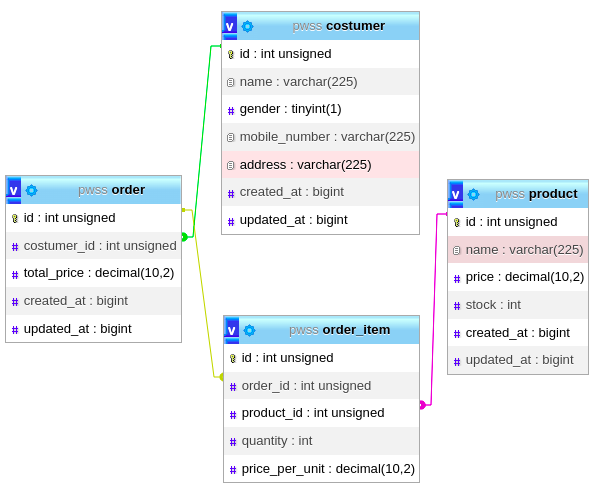 v pwss costumer
id : int unsigned
name : varchar(225)
# gender : tinyint(1)
mobile_number : varchar(225)
address : varchar(225)
# created_at : bigint
# updated_at : bigint
v pwss order
id : int unsigned
# costumer_id : int unsigned
# total_price : decimal(10,2)
# created_at : bigint
# updated_at : bigint
v pwss product
id : int unsigned
name : varchar(225)
# price : decimal(10,2)
# stock : int
# created_at : bigint
# updated_at : bigint
v pwss order_item
id : int unsigned
# order_id : int unsigned
# product_id : int unsigned
# quantity : int
# price_per_unit : decimal(10,2)